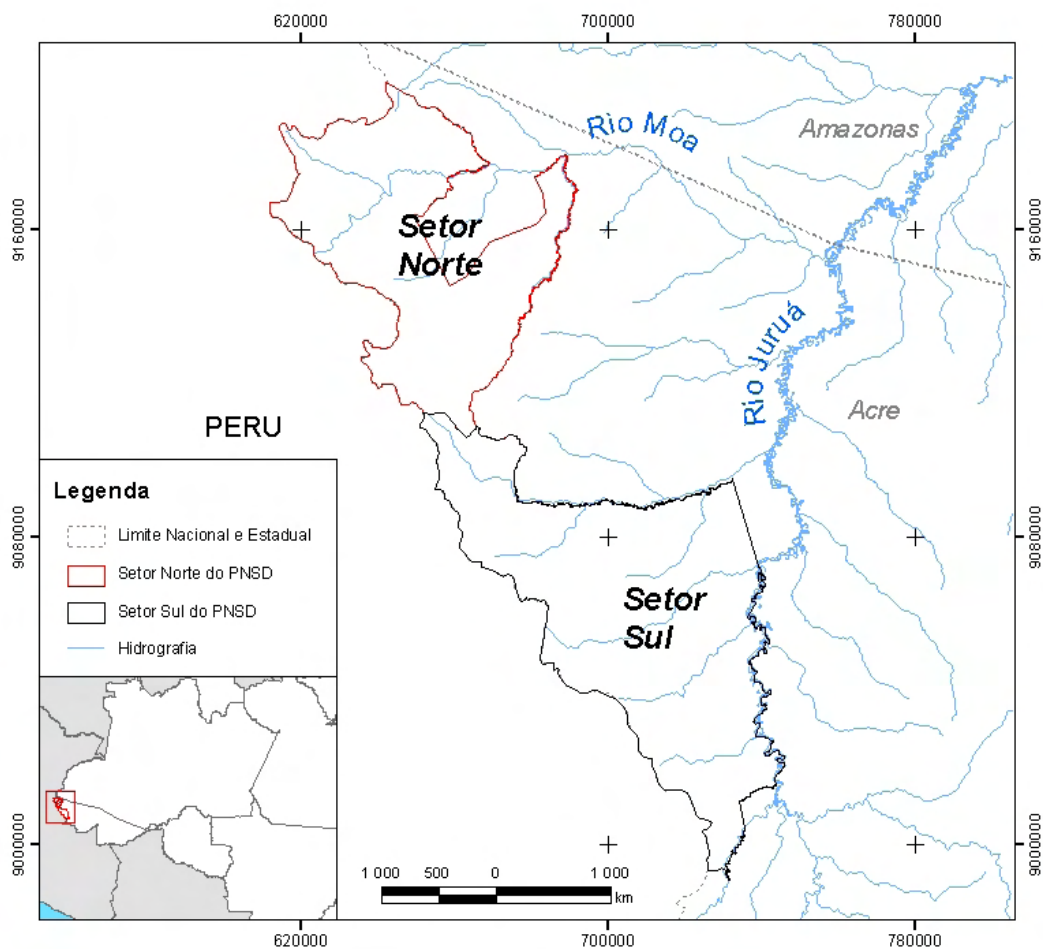 620000
700000
780000
Rio Moa
Amazonas
9160000
9160000
Setor
Norte
Rio Juruá
Acre
PERU
Legenda
Limite Nacional e Estadual
Setor Norte do PNSD
Setor Sul do PNSD
Hidrografia
9080000
9080000
Setor
Sul
9000000
9000000
1 000 500 0 1 000
km
620000
700000
780000